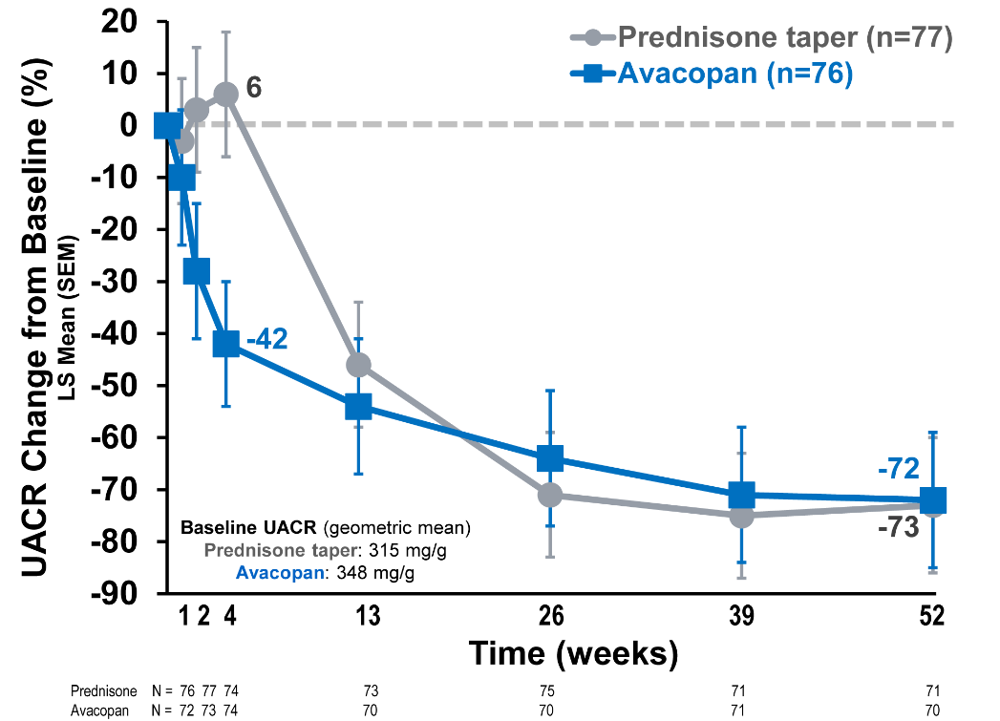 UACR Change from Baseline (%)
LS Mean (SEM)
20
10
0
-10
-20
-30
-40
-50
-60
-70
-80
-90
Prednisone taper (n=77)
Avacopan (n=76)
6
-42
-72
-73
Baseline UACR (geometric mean)
Prednisone taper: 315 mg/g
Avacopan: 348 mg/g
1 2 4 13 26 39 52
Time (weeks)
Prednisone N = 76 77 74 73 75 71 71
Avacopan N = 72 73 74 70 70 71 70